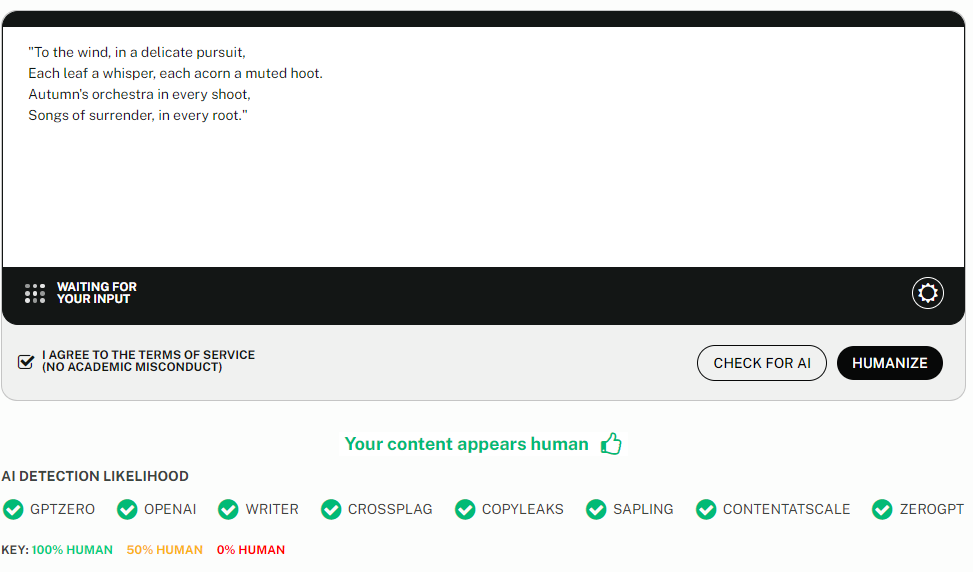 "To the wind, in a delicate pursuit,
Each leaf a whisper, each acorn a muted hoot.
Autumn's orchestra in every shoot,
Songs of surrender, in every root."
WAITING FOR
YOUR INPUT
I AGREE TO THE TERMS OF SERVICE
(NO ACADEMIC MISCONDUCT)
CHECK FOR AI
HUMANIZE
Your content appears human
AI DETECTION LIKELIHOOD
GPTZERO OPENAI WRITER CROSSPLAG COPYLEAKS SAPLING CONTENTATSCALE ZEROGPT
KEY: 100% HUMAN 50% HUMAN 0% HUMAN